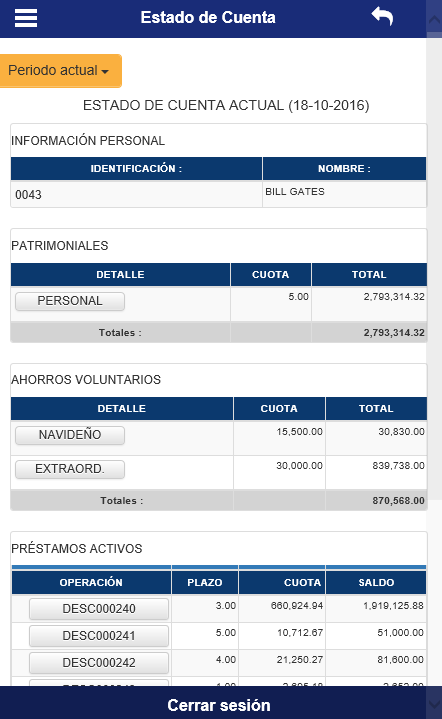 Estado de Cuenta
Periodo actual
ESTADO DE CUENTA ACTUAL (18-10-2016)
INFORMACIÓN PERSONAL
IDENTIFICACIÓN : NOMBRE :
0043 BILL GATES
PATRIMONIALES
DETALLE CUOTA TOTAL
PERSONAL 5.00 2,793,314.32
Totales : 2,793,314.32
AHORROS VOLUNTARIOS
DETALLE CUOTA TOTAL
NAVIDEÑO 15,500.00 30,830.00
EXTRAORD. 30,000.00 839,738.00
Totales : 870,568.00
PRÉSTAMOS ACTIVOS
OPERACIÓN PLAZO CUOTA SALDO
DESC000240 3.00 660,924.94 1,919,125.88
DESC000241 5.00 10,712.67 51,000.00
DESC000242 4.00 21,250.27 81,600.00
Cerrar sesión